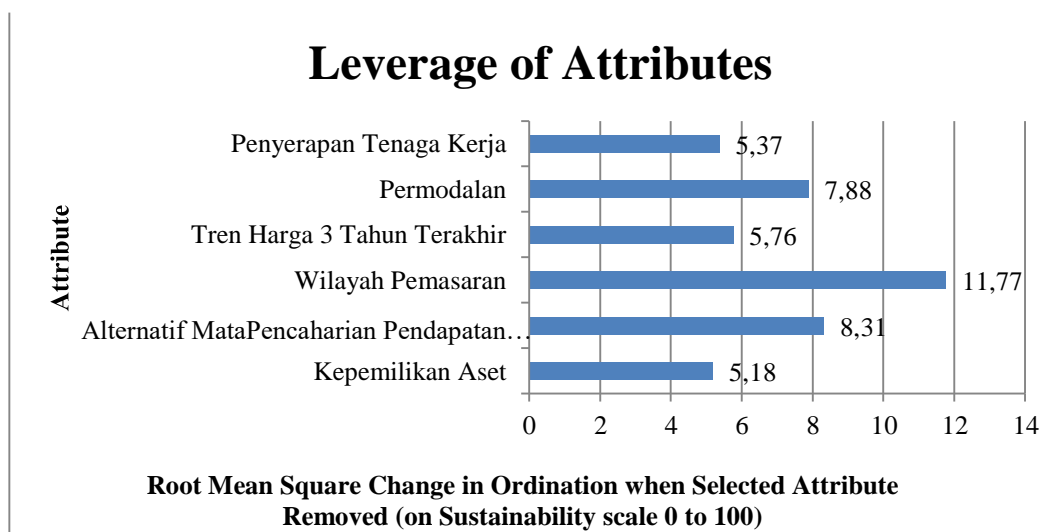 Leverage of Attributes
Attribute
Penyerapan Tenaga Kerja
5,37
Permodalan
7,88
Tren Harga 3 Tahun Terakhir
5,76
Wilayah Pemasaran
11,77
Alternatif MataPencaharian Pendapatan…
8,31
Kepemilikan Aset
5,18
0 2 4 6 8 10 12 14
Root Mean Square Change in Ordination when Selected Attribute
Removed (on Sustainability scale 0 to 100)